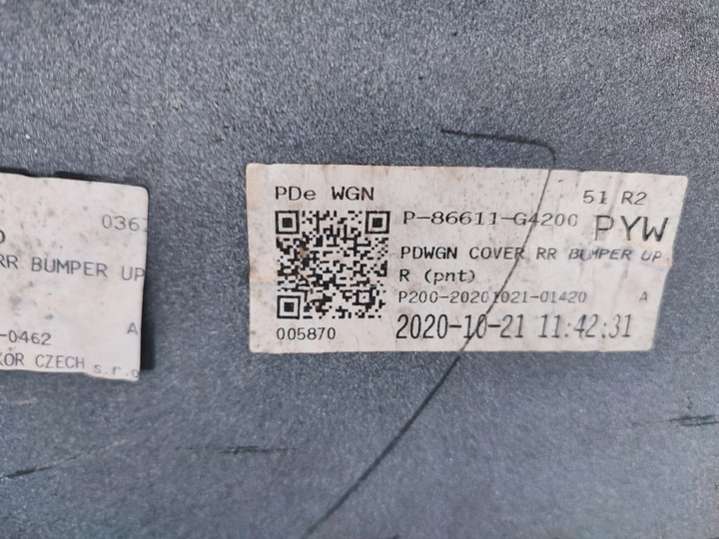 PDe WGN
51 R2
P-86611-G4200
PYW
PDWGN COVER RR BUMPER UP
R (pnt)
P200-20201021-01420 A
005870
2020-10-21 11:42:31
036
RR BUMPER UP
A
-0462
CZECH s.r.o